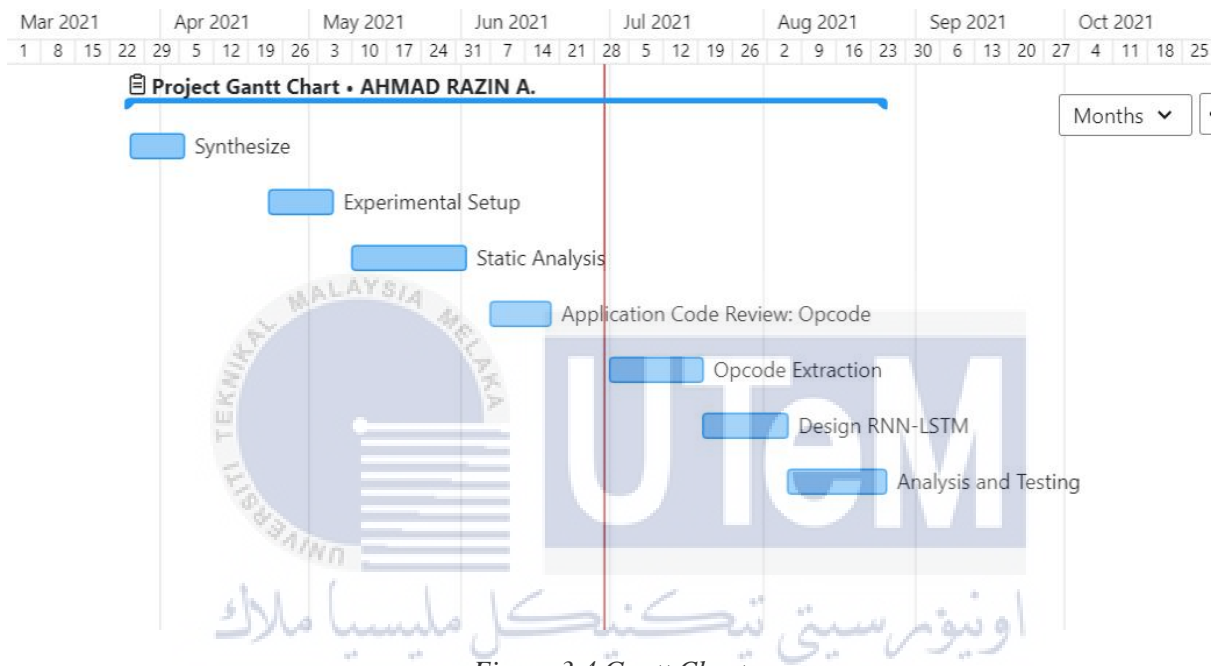 Mar 2021 Apr 2021 May 2021 Jun 2021 Jul 2021 Aug 2021 Sep 2021 Oct 2021
1 8 15 22 29 5 12 19 26 3 10 17 24 31 7 14 21 28 5 12 19 26 2 9 16 23 30 6 13 20 27 4 11 18 25
Project Gantt Chart • AHMAD RAZIN A.
Months
Synthesize
Experimental Setup
Static Analysis
Application Code Review: Opcode
Opcode Extraction
Design RNN-LSTM
Analysis and Testing
UNIVERSITI TEKNIKAL MALAYSIA MELAKA
UTeM
اونيۏرسيتي تيكنيكل مليسيا ملاك
Figure 3.4 Gantt Chart